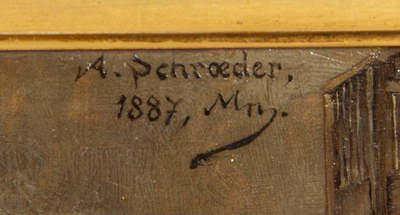 A. Schroeder,
1887, Mn.